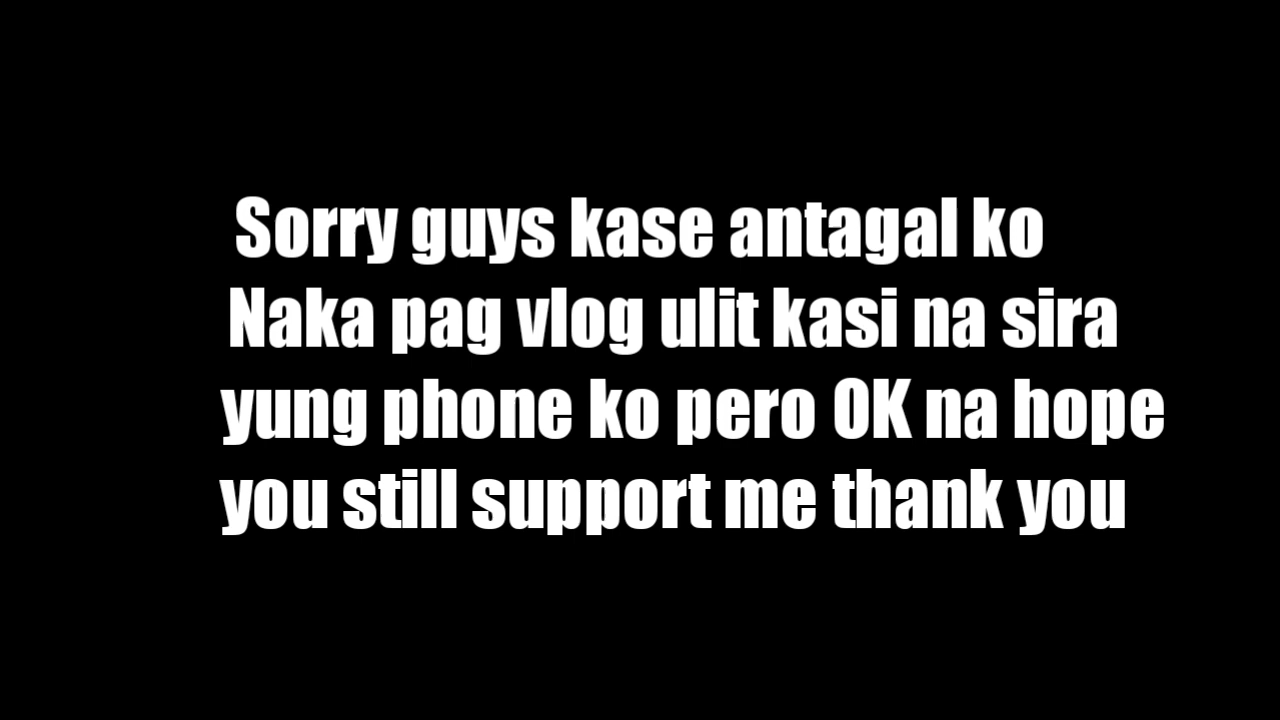 Sorry guys kase antagal ko
Naka pag vlog ulit kasi na sira
yung phone ko pero OK na hope
you still support me thank you